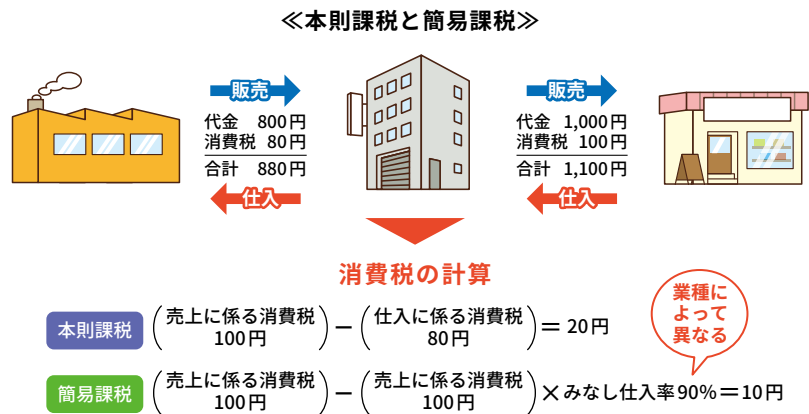 ≪本則課税と簡易課税≫
販売
代金 800円
消費税 80円
合計 880円
仕入
販売
代金 1,000円
消費税 100円
合計 1,100円
仕入
消費税の計算
業種に
よって
異なる
本則課税 (売上に係る消費税 100円) − (仕入に係る消費税 80円) = 20円
簡易課税 (売上に係る消費税 100円) − (売上に係る消費税 100円) × みなし仕入率90%=10円